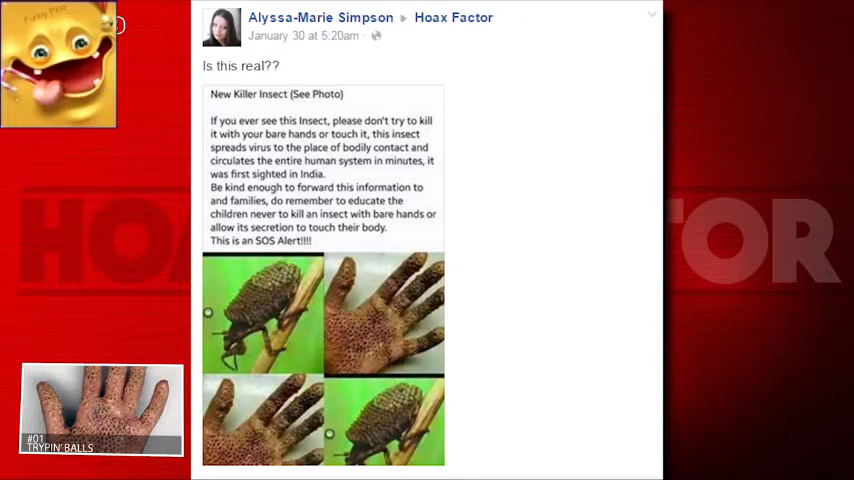 Funny Pixx
Alyssa-Marie Simpson ▸ Hoax Factor
January 30 at 5:20am ·
Is this real??
New Killer Insect (See Photo)
If you ever see this Insect, please don't try to kill
it with your bare hands or touch it, this insect
spreads virus to the place of bodily contact and
circulates the entire human system in minutes, it
was first sighted in India.
Be kind enough to forward this information to
and families, do remember to educate the
children never to kill an insect with bare hands or
allow its secretion to touch their body.
This is an SOS Alert!!!!
HOA
TOR
#01
TRYPIN' BALLS